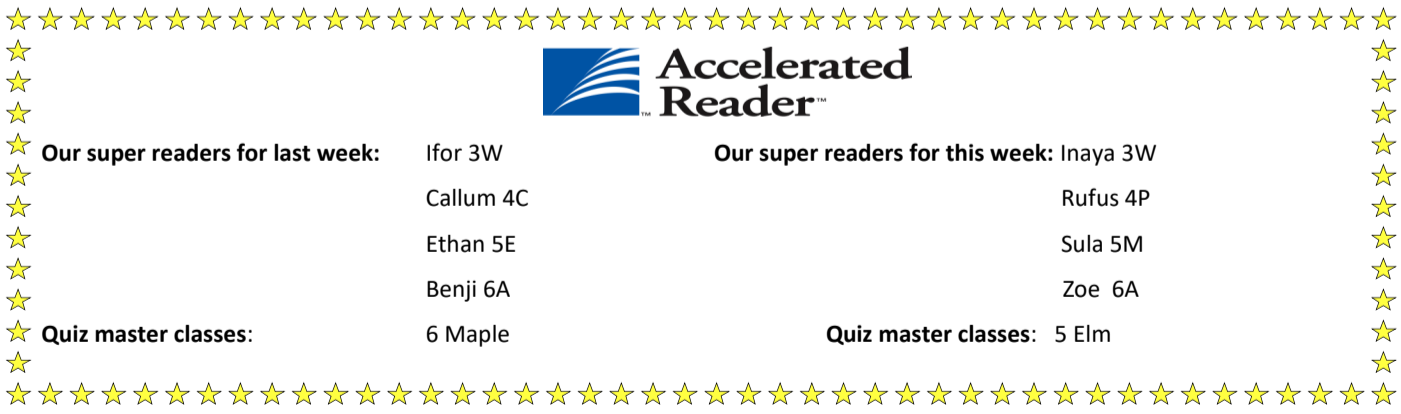 Accelerated
Reader™
™
Our super readers for last week: Ifor 3W Our super readers for this week: Inaya 3W
Callum 4C Rufus 4P
Ethan 5E Sula 5M
Benji 6A Zoe 6A
Quiz master classes: 6 Maple Quiz master classes: 5 Elm